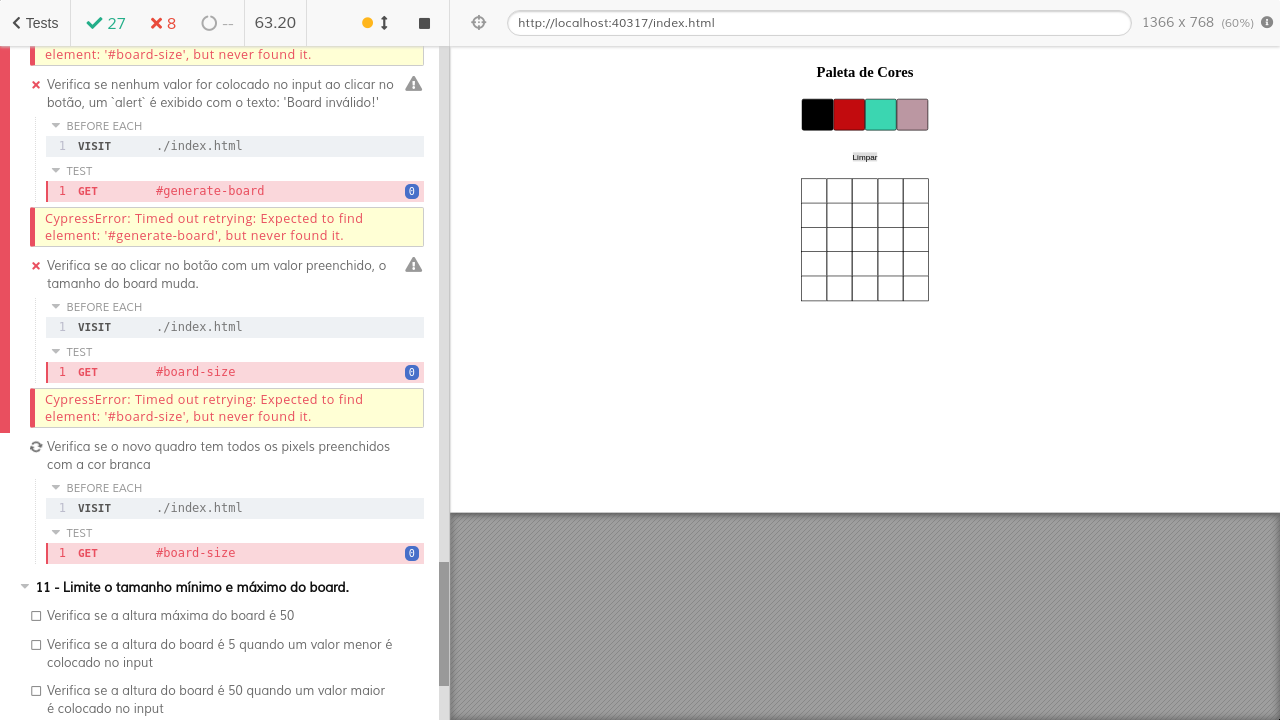 Tests
27
8
--
63.20
http://localhost:40317/index.html
1366 x 768 (60%)
element: '#board-size', but never found it.
Verifica se nenhum valor for colocado no input ao clicar no
botão, um `alert` é exibido com o texto: 'Board inválido!'
BEFORE EACH
1 VISIT ./index.html
TEST
1 GET #generate-board 0
CypressError: Timed out retrying: Expected to find
element: '#generate-board', but never found it.
Verifica se ao clicar no botão com um valor preenchido, o
tamanho do board muda.
BEFORE EACH
1 VISIT ./index.html
TEST
1 GET #board-size 0
CypressError: Timed out retrying: Expected to find
element: '#board-size', but never found it.
Verifica se o novo quadro tem todos os pixels preenchidos
com a cor branca
BEFORE EACH
1 VISIT ./index.html
TEST
1 GET #board-size 0
11 - Limite o tamanho mínimo e máximo do board.
Verifica se a altura máxima do board é 50
Verifica se a altura do board é 5 quando um valor menor é
colocado no input
Verifica se a altura do board é 50 quando um valor maior
é colocado no input
Paleta de Cores
Limpar